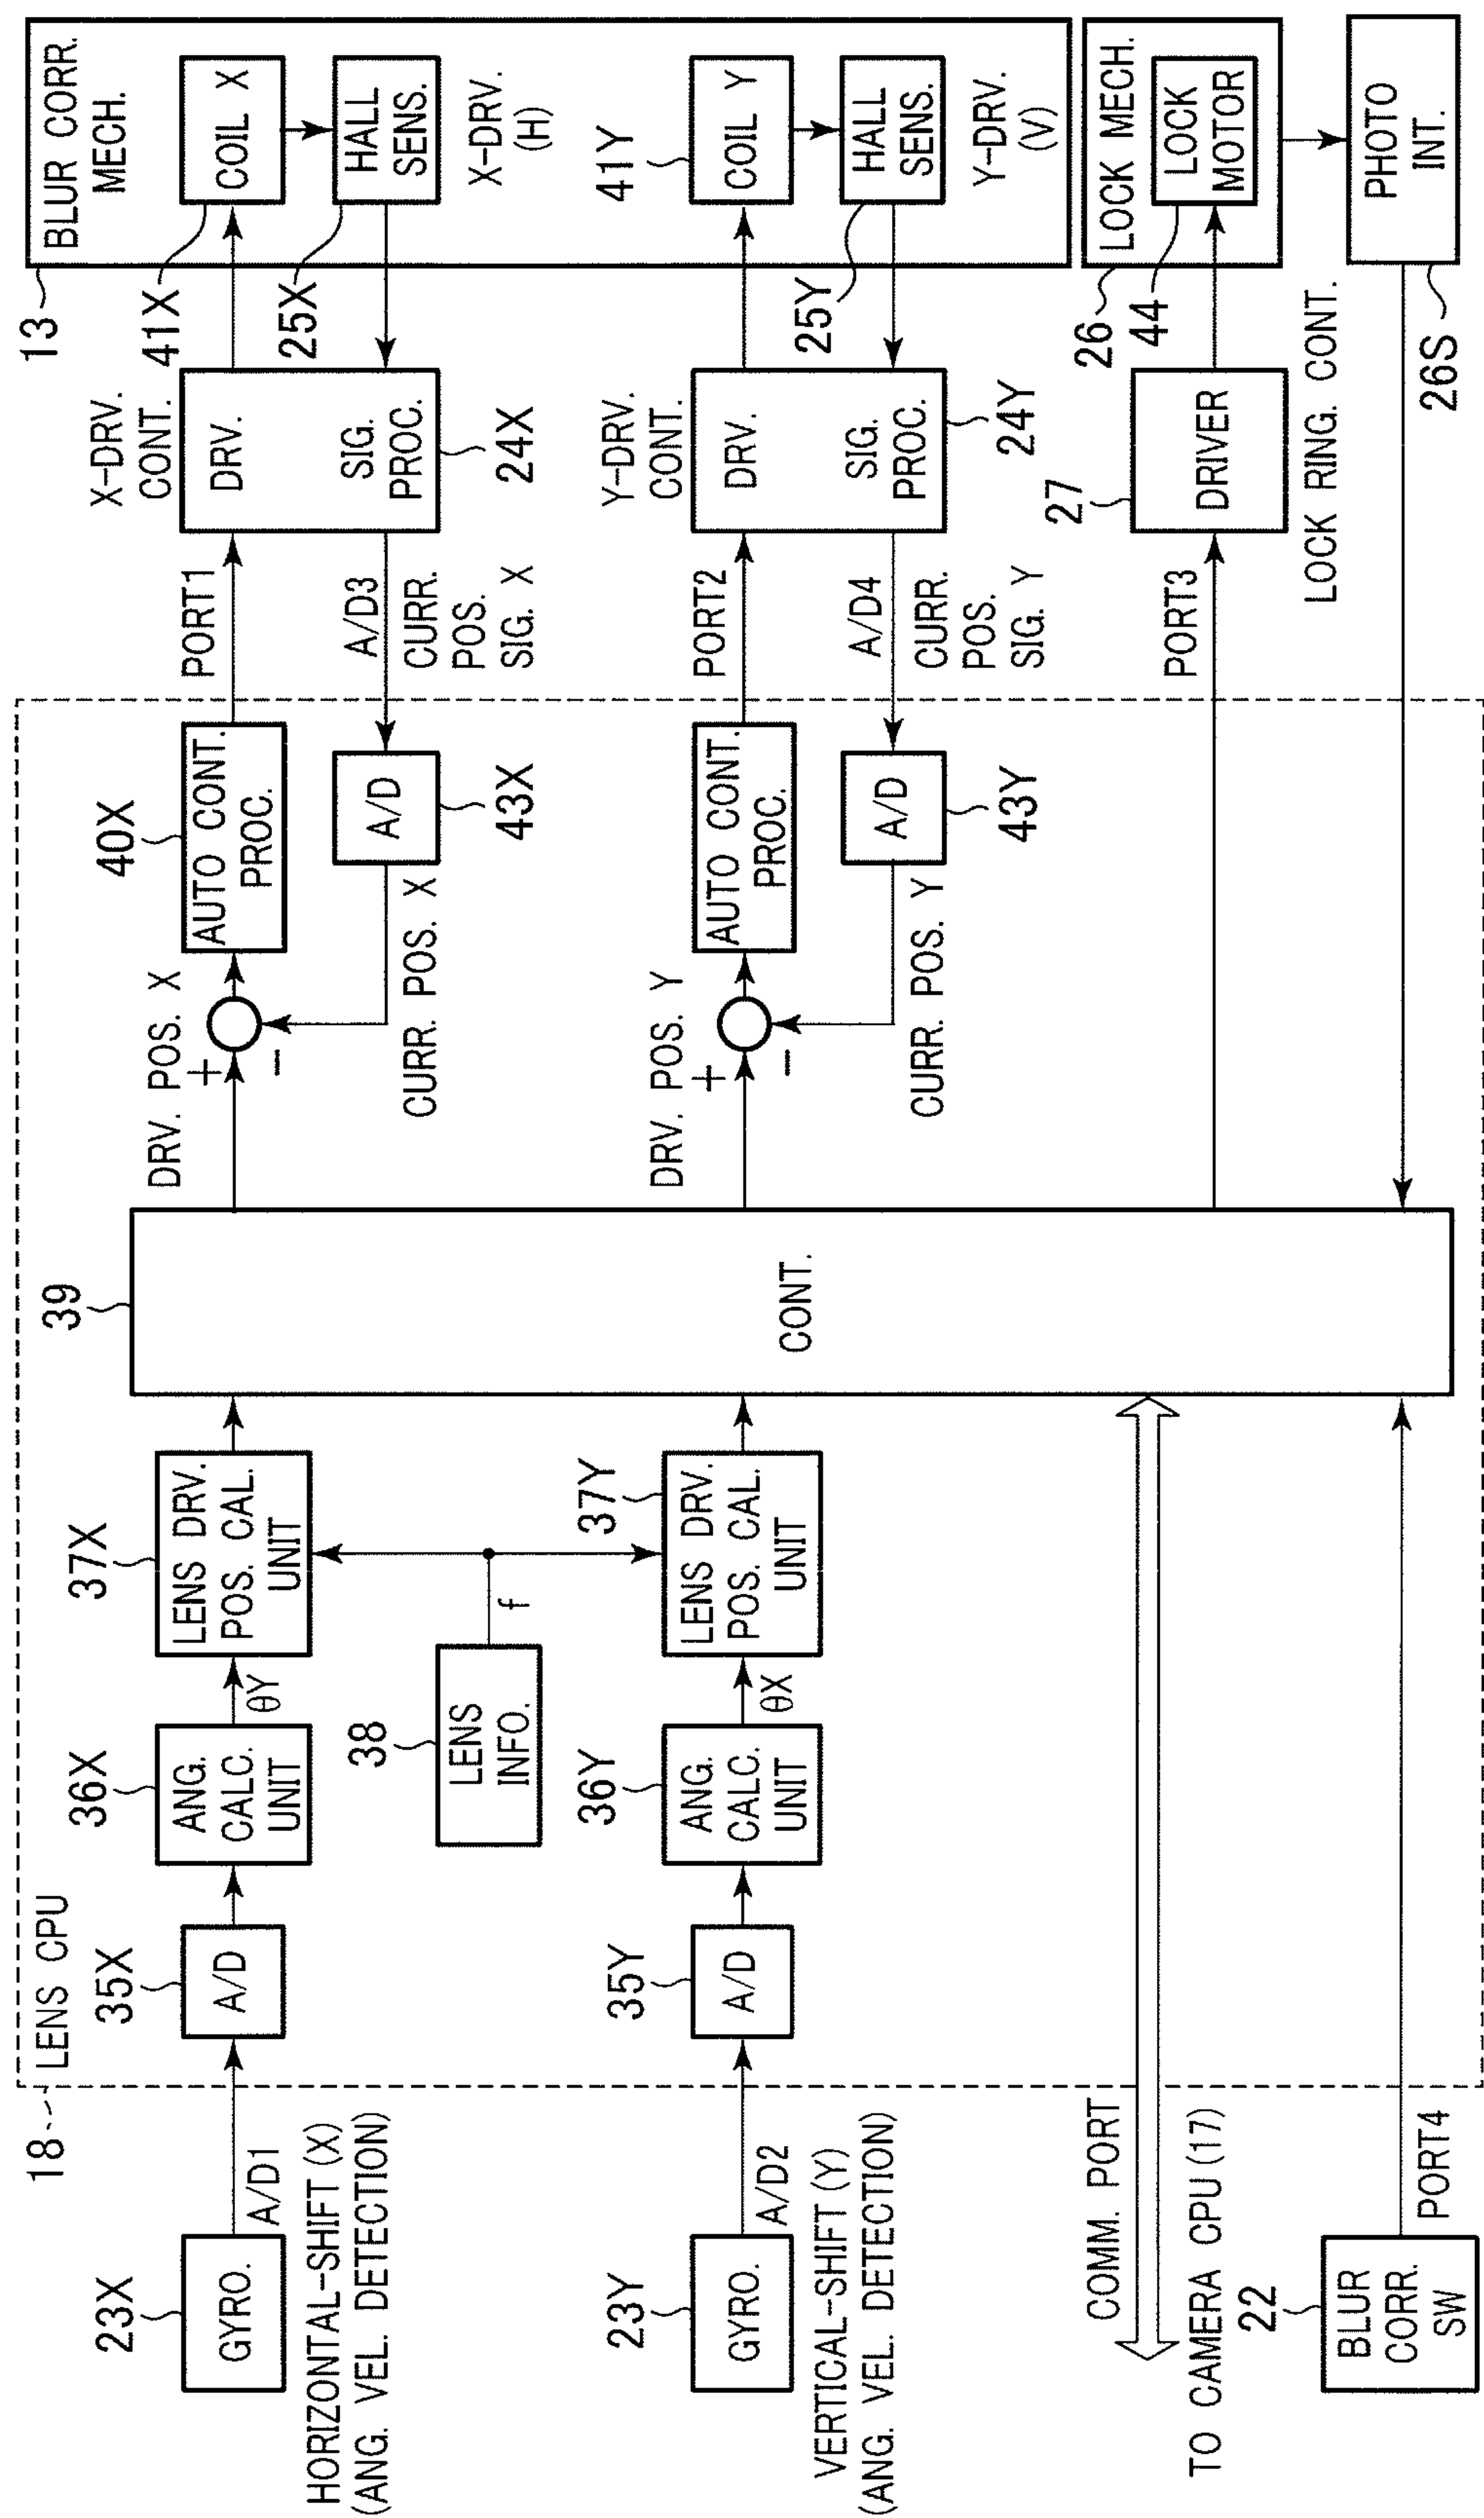 18
LENS CPU
23X
GYRO.
A/D1
HORIZONTAL-SHIFT (X)
(ANG. VEL. DETECTION)
35X
A/D
36X
ANG.
CALC.
UNIT
θY
37X
LENS DRV.
POS. CAL.
UNIT
38
LENS
INFO.
f
23Y
GYRO.
A/D2
VERTICAL-SHIFT (Y)
(ANG. VEL. DETECTION)
35Y
A/D
36Y
ANG.
CALC.
UNIT
θX
37Y
LENS DRV.
POS. CAL.
UNIT
COMM. PORT
TO CAMERA CPU (17)
22
BLUR
CORR.
SW
PORT4
39
CONT.
DRV. POS. X
+
−
CURR. POS. X
40X
AUTO CONT.
PROC.
A/D
43X
PORT1
A/D3
CURR.
POS.
SIG. X
X-DRV.
CONT.
DRV.
SIG.
PROC.
24X
13
BLUR CORR.
MECH.
41X
COIL X
25X
HALL
SENS.
X-DRV.
(H)
DRV. POS. Y
+
−
CURR. POS. Y
AUTO CONT.
PROC.
A/D
43Y
PORT2
A/D4
CURR.
POS.
SIG. Y
Y-DRV.
CONT.
DRV.
SIG.
PROC.
24Y
41Y
COIL Y
25Y
HALL
SENS.
Y-DRV.
(V)
PORT3
27
DRIVER
LOCK RING. CONT.
26
LOCK MECH.
44
LOCK
MOTOR
PHOTO
INT.
26S